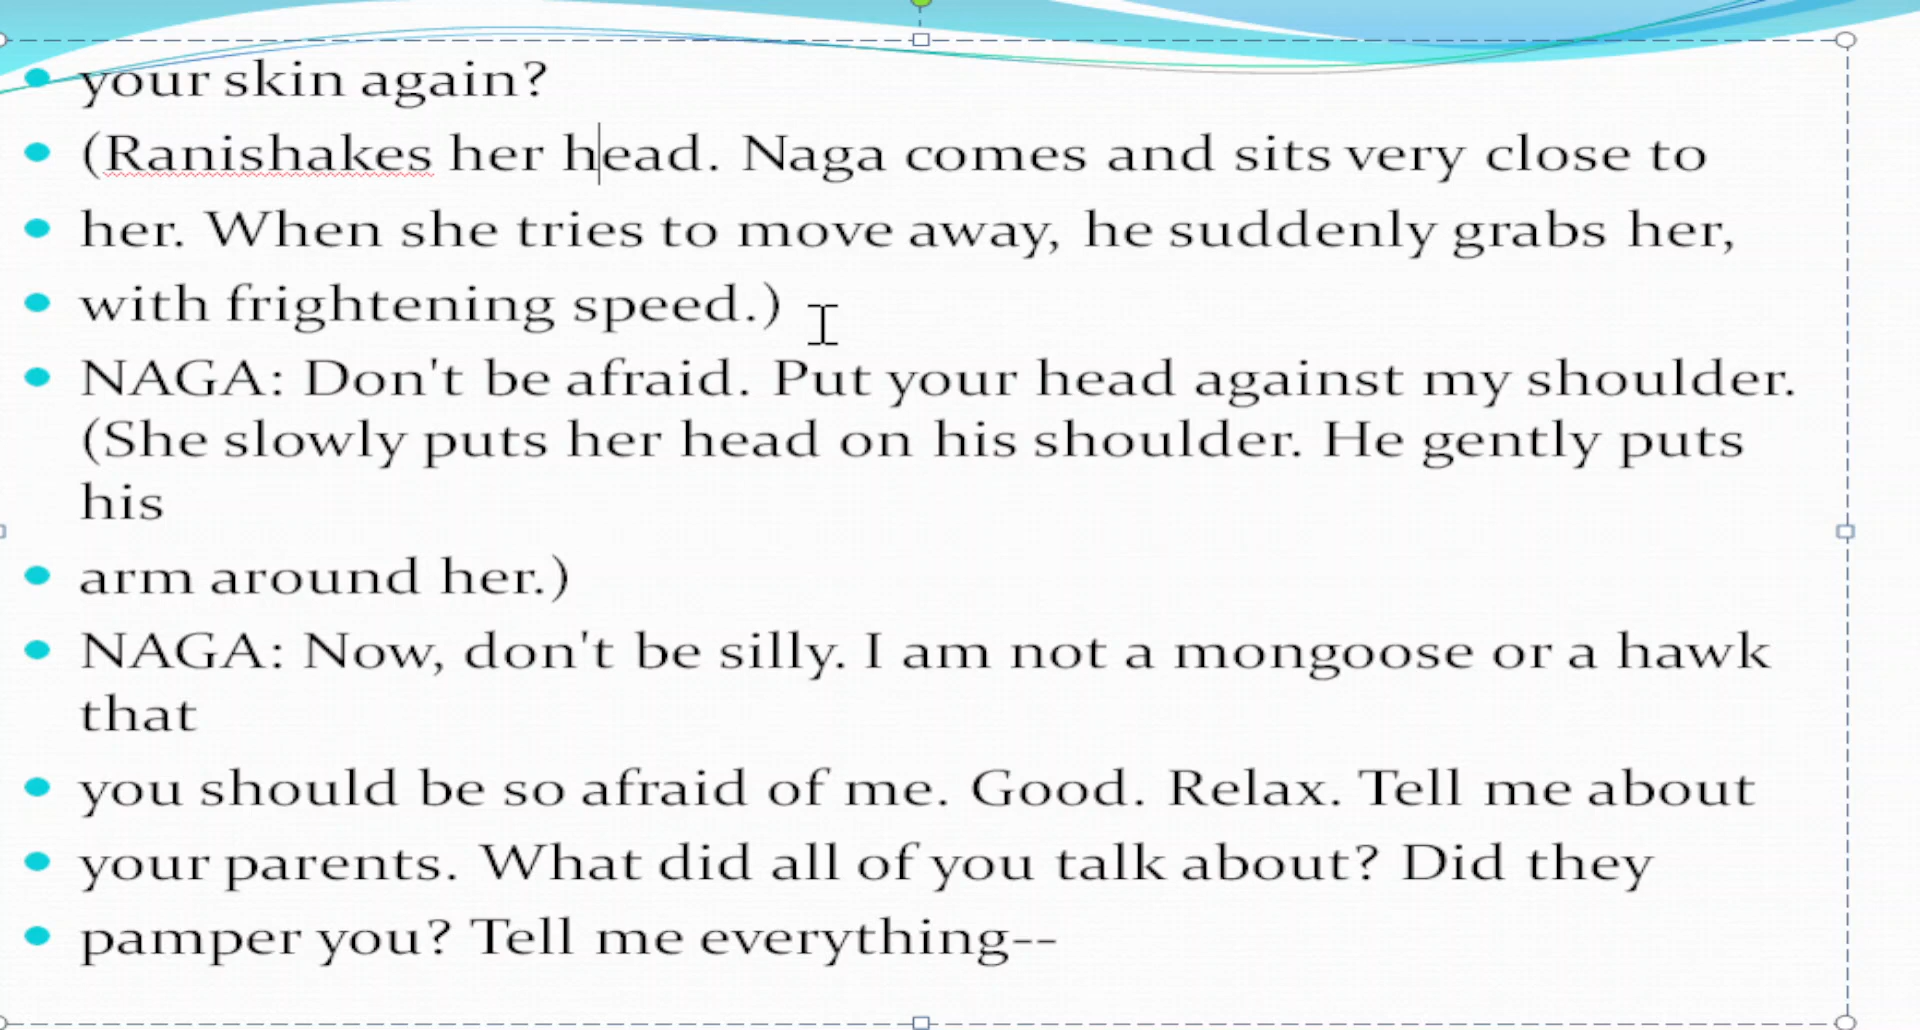 your skin again?
(Ranishakes her head. Naga comes and sits very close to
her. When she tries to move away, he suddenly grabs her,
with frightening speed.)
NAGA: Don't be afraid. Put your head against my shoulder.
(She slowly puts her head on his shoulder. He gently puts
his
arm around her.)
NAGA: Now, don't be silly. I am not a mongoose or a hawk
that
you should be so afraid of me. Good. Relax. Tell me about
your parents. What did all of you talk about? Did they
pamper you? Tell me everything--